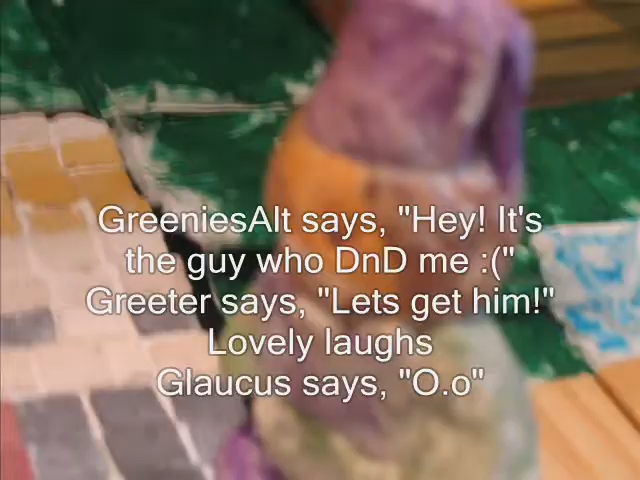 GreeniesAlt says, "Hey! It's
the guy who DnD me :("
Greeter says, "Lets get him!"
Lovely laughs
Glaucus says, "O.o"